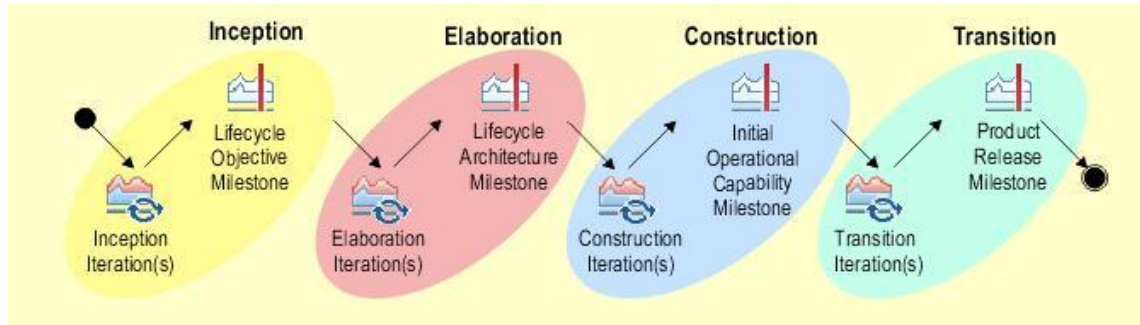 Inception
Lifecycle
Objective
Milestone
Inception
Iteration(s)
Elaboration
Lifecycle
Architecture
Milestone
Elaboration
Iteration(s)
Construction
Initial
Operational
Capability
Milestone
Construction
Iteration(s)
Transition
Product
Release
Milestone
Transition
Iteration(s)